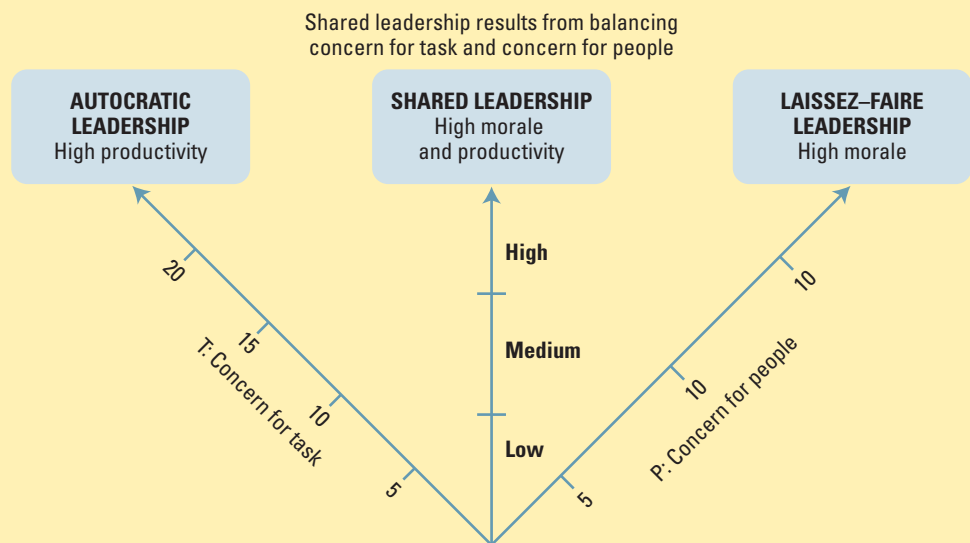 Shared leadership results from balancing
concern for task and concern for people
AUTOCRATIC
LEADERSHIP
High productivity
SHARED LEADERSHIP
High morale
and productivity
LAISSEZ–FAIRE
LEADERSHIP
High morale
20
15
10
5
T: Concern for task
High
Medium
Low
10
10
5
P: Concern for people